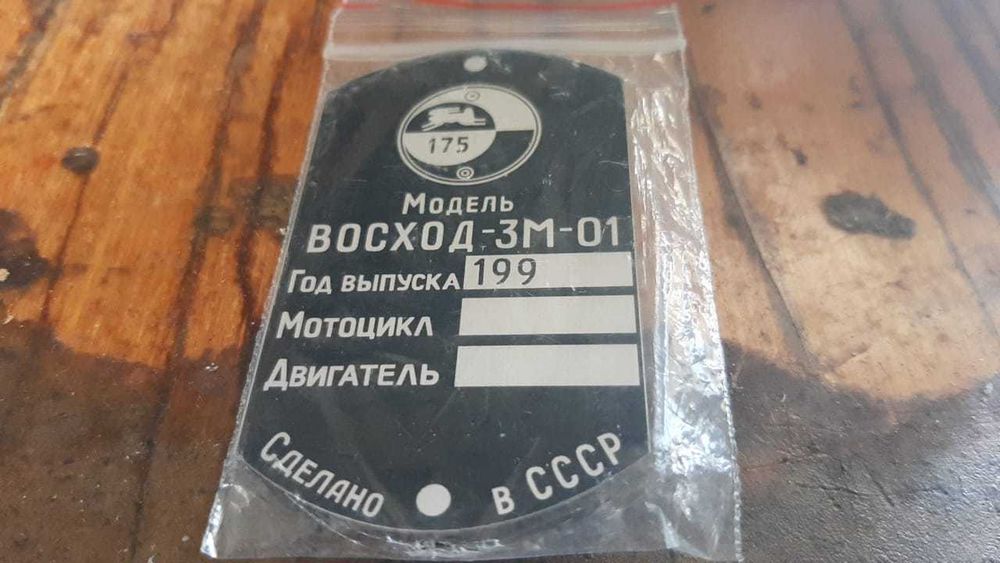 175
Модель
ВОСХОД-3М-01
Год выпуска 199
Мотоцикл
Двигатель
Сделано в СССР